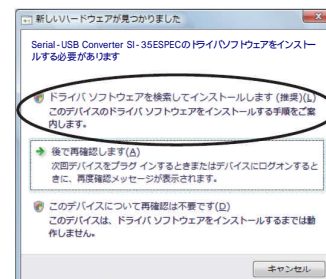 新しいハードウェアが見つかりました
Serial-USB Converter SI-35ESPECのドライバソフトウェアをインストー
ルする必要があります
ドライバ ソフトウェアを検索してインストールします (推奨)(L)
このデバイスのドライバ ソフトウェアをインストールする手順をご案
内します。
後で再確認します(A)
次回デバイスをプラグ インするときまたはデバイスにログオンすると
きに、再度確認メッセージが表示されます。
このデバイスについて再確認は不要です(D)
このデバイスは、ドライバ ソフトウェアをインストールするまでは動
作しません。
キャンセル